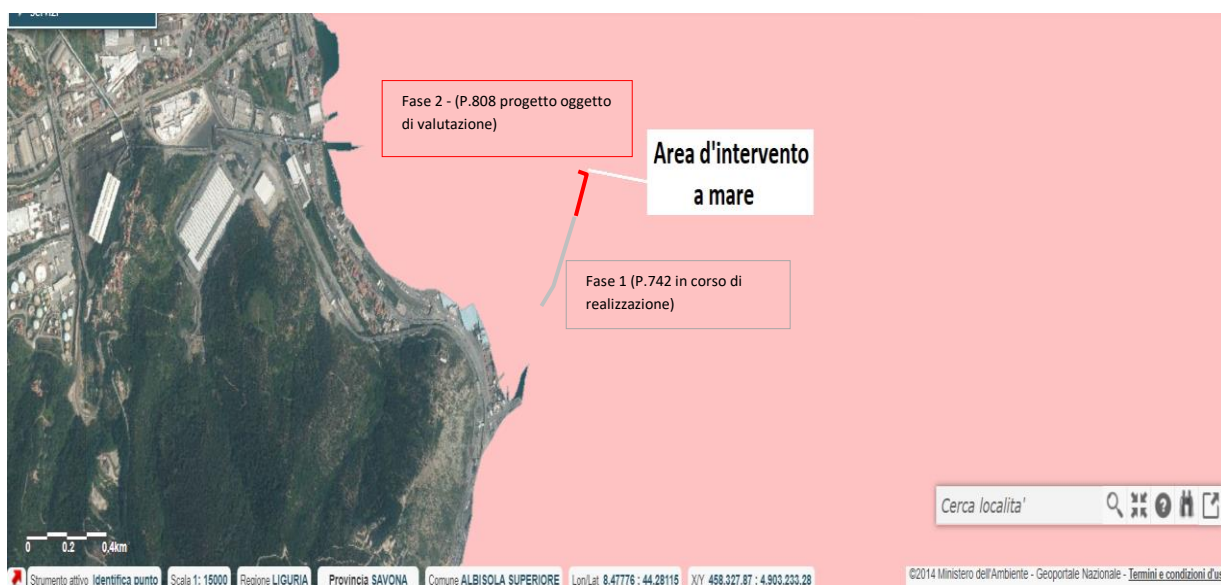 Servizi
Fase 2 - (P.808 progetto oggetto
di valutazione)
Area d'intervento
a mare
Fase 1 (P.742 in corso di
realizzazione)
Cerca localita'
0 0.2 0,4km
Strumento attivo Identifica punto Scala 1: 15000 Regione LIGURIA Provincia SAVONA Comune ALBISOLA SUPERIORE Lon/Lat 8.47776 : 44.28115 X/Y 458.327,87 : 4.903.233,28
©2014 Ministero dell'Ambiente - Geoportale Nazionale - Termini e condizioni d'us